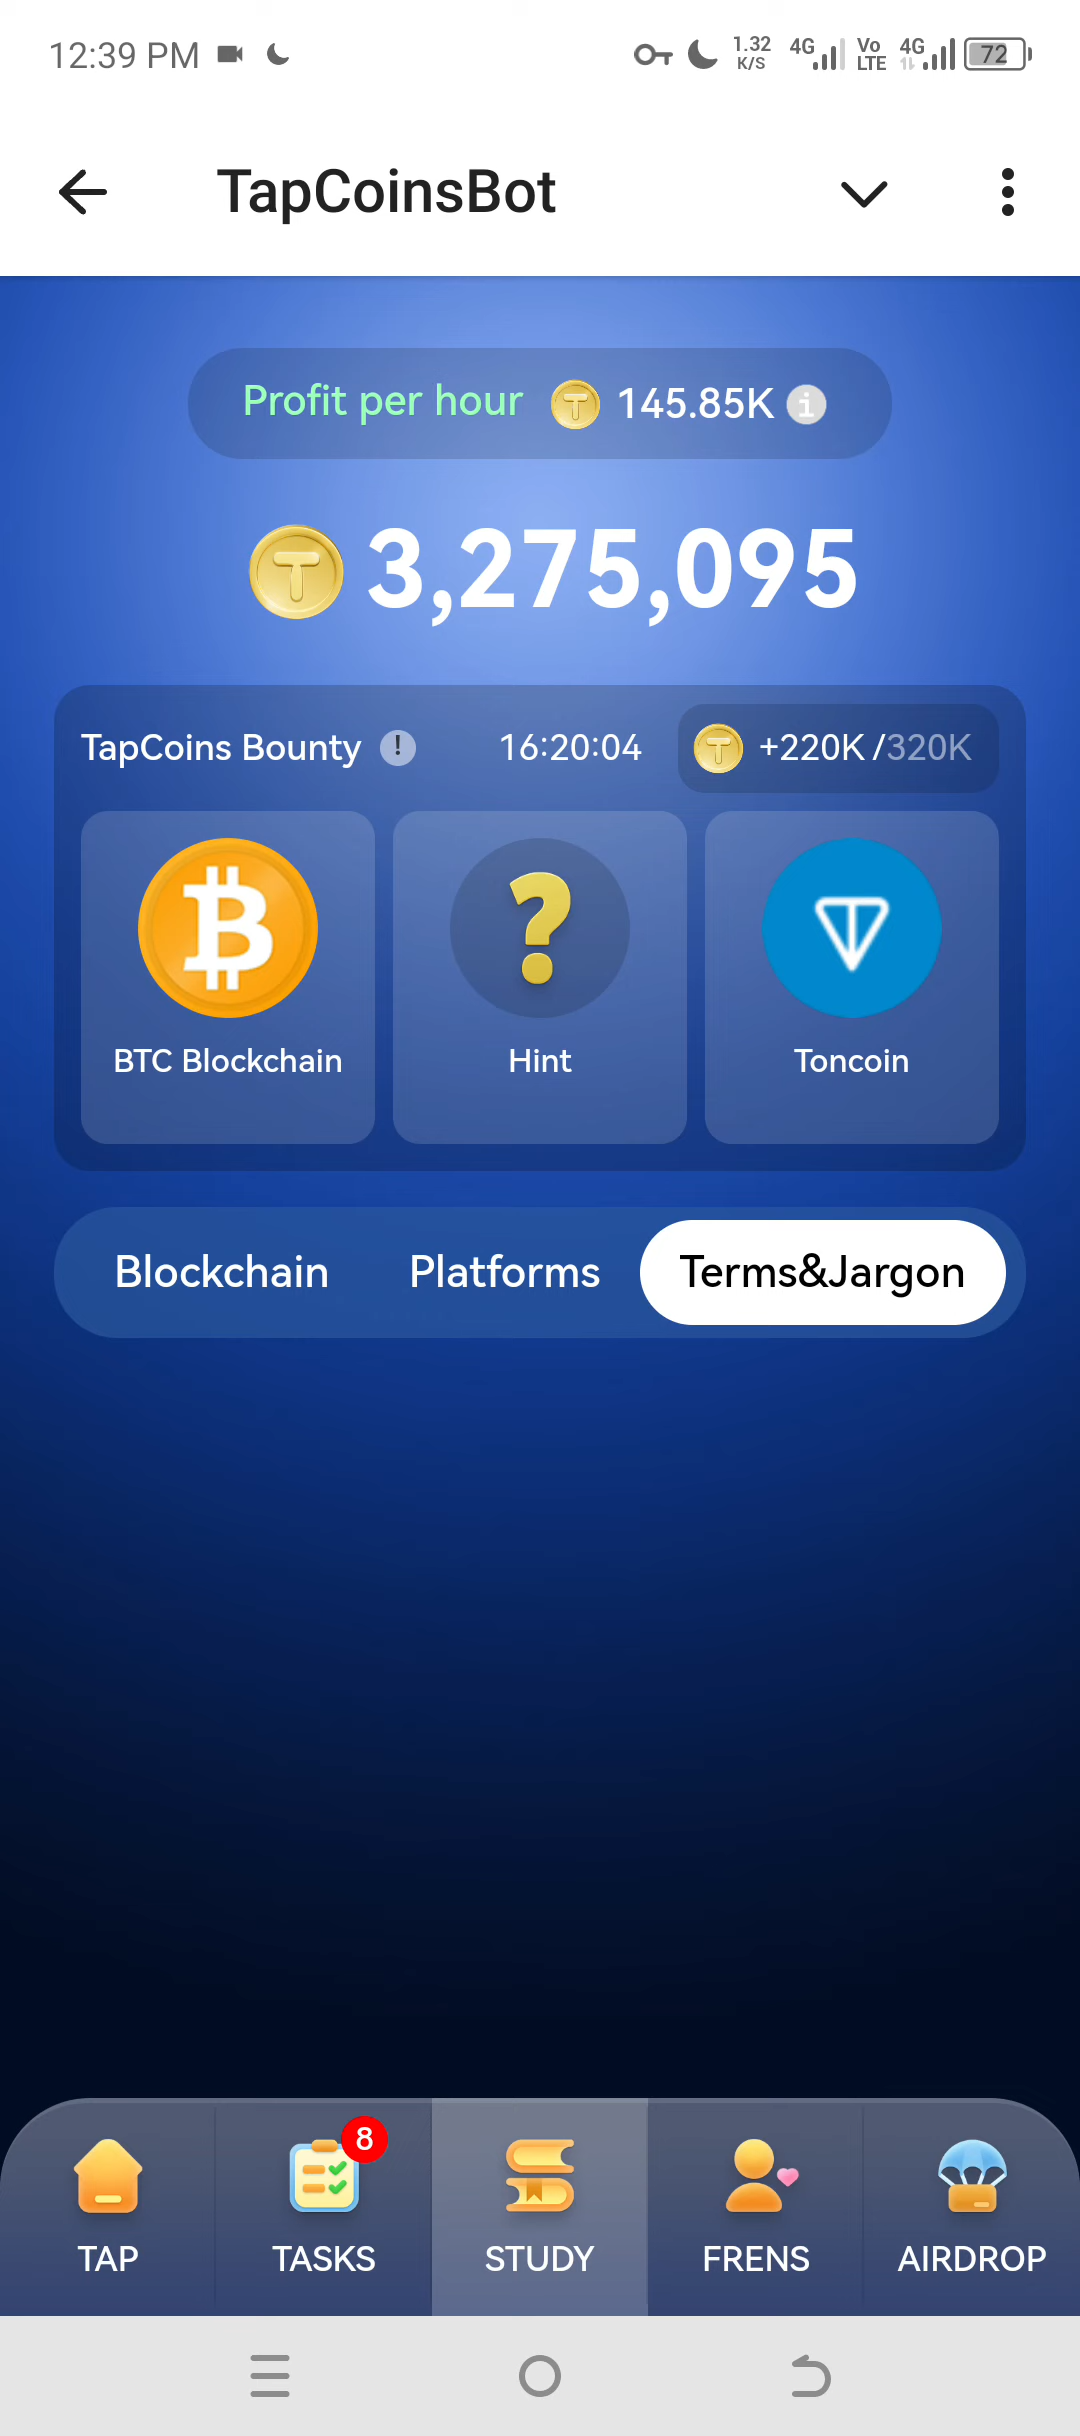 12:39 PM
1.32 K/S 4G Vo LTE 4G 72
TapCoinsBot
Profit per hour T 145.85K i
T 3,275,095
TapCoins Bounty ! 16:20:04 T +220K /320K
BTC Blockchain
?
Hint
Toncoin
Blockchain Platforms Terms&Jargon
8
TAP TASKS STUDY FRENS AIRDROP